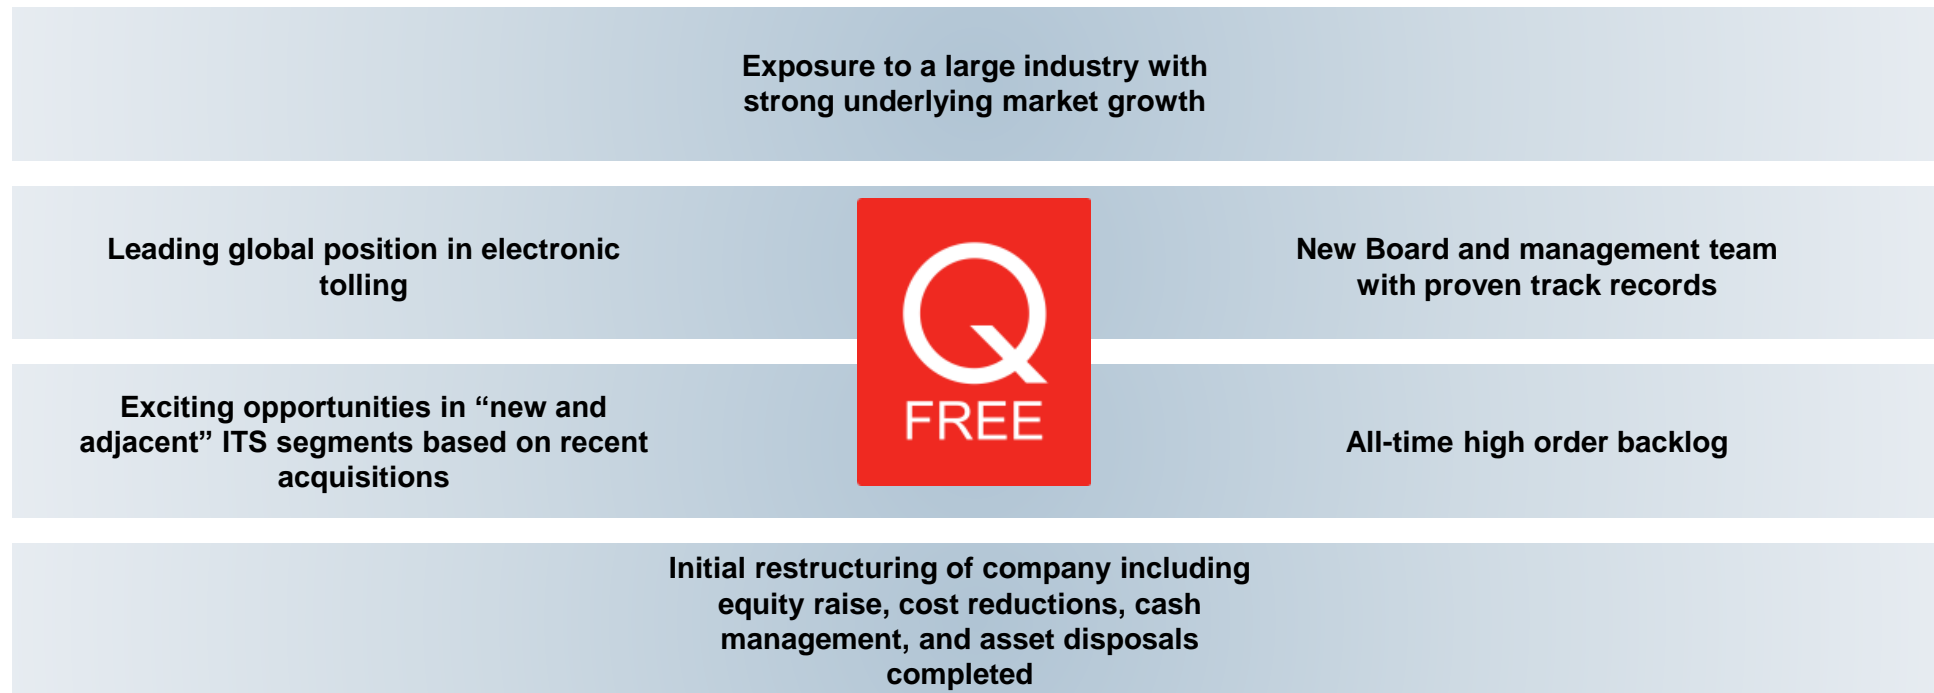 Exposure to a large industry with
strong underlying market growth
Leading global position in electronic
tolling
New Board and management team
with proven track records
Q
FREE
Exciting opportunities in “new and
adjacent” ITS segments based on recent
acquisitions
All-time high order backlog
Initial restructuring of company including
equity raise, cost reductions, cash
management, and asset disposals
completed